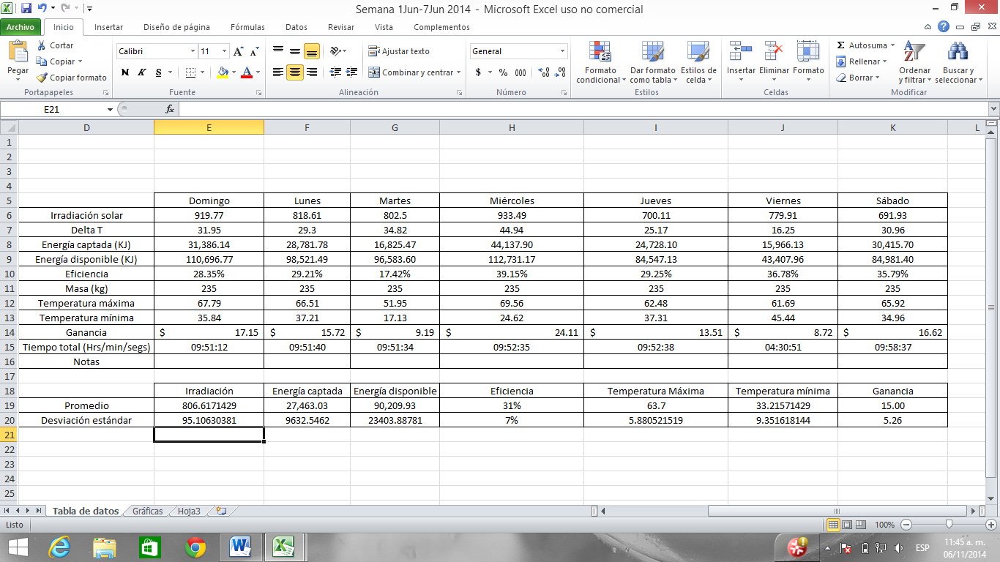 Semana 1Jun-7Jun 2014 - Microsoft Excel uso no comercial
Archivo Inicio Insertar Diseño de página Fórmulas Datos Revisar Vista Complementos
Pegar Cortar Copiar Copiar formato
Calibri 11 N K S
Ajustar texto
Combinar y centrar
General
$ % 000
Formato condicional Dar formato como tabla Estilos de celda
Insertar Eliminar Formato
Σ Autosuma Rellenar Borrar
Ordenar y filtrar Buscar y seleccionar
Portapapeles Fuente Alineación Número Estilos Celdas Modificar
E21 fx
D E F G H I J K L
1
2
3
4
5 Domingo Lunes Martes Miércoles Jueves Viernes Sábado
6 Irradiación solar 919.77 818.61 802.5 933.49 700.11 779.91 691.93
7 Delta T 31.95 29.3 34.82 44.94 25.17 16.25 30.96
8 Energía captada (KJ) 31,386.14 28,781.78 16,825.47 44,137.90 24,728.10 15,966.13 30,415.70
9 Energía disponible (KJ) 110,696.77 98,521.49 96,583.60 112,731.17 84,547.13 43,407.96 84,981.40
10 Eficiencia 28.35% 29.21% 17.42% 39.15% 29.25% 36.78% 35.79%
11 Masa (kg) 235 235 235 235 235 235 235
12 Temperatura máxima 67.79 66.51 51.95 69.56 62.48 61.69 65.92
13 Temperatura mínima 35.84 37.21 17.13 24.62 37.31 45.44 34.96
14 Ganancia $ 17.15 $ 15.72 $ 9.19 $ 24.11 $ 13.51 $ 8.72 $ 16.62
15 Tiempo total (Hrs/min/segs) 09:51:12 09:51:40 09:51:34 09:52:35 09:52:38 04:30:51 09:58:37
16 Notas
17
18 Irradiación Energía captada Energía disponible Eficiencia Temperatura Máxima Temperatura mínima Ganancia
19 Promedio 806.6171429 27,463.03 90,209.93 31% 63.7 33.21571429 15.00
20 Desviación estándar 95.10630381 9632.5462 23403.88781 7% 5.880521519 9.351618144 5.26
21
22
23
24
25
Tabla de datos Gráficas Hoja3
Listo 100%
ESP 11:45 a. m.
06/11/2014